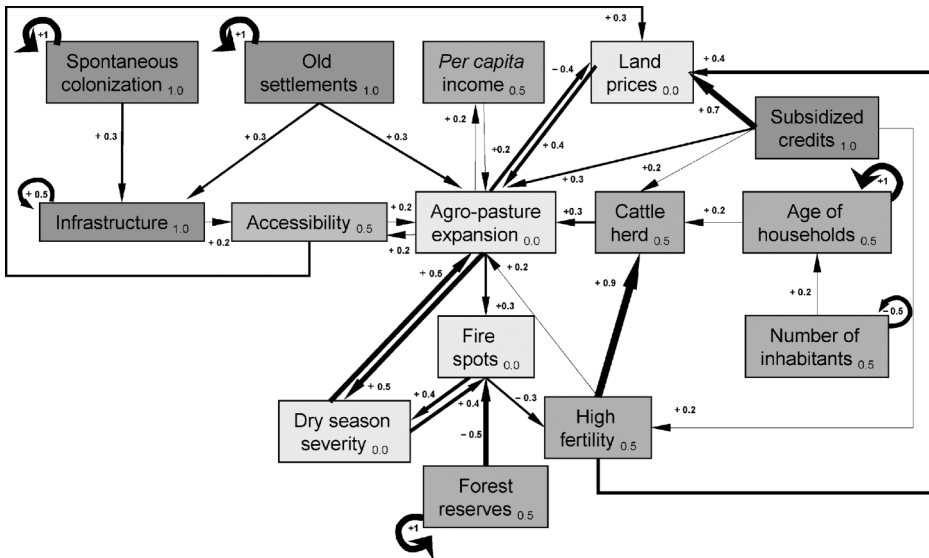 + 0.3
+1
+1
Spontaneous
colonization 1.0
Old
settlements 1.0
Per capita
income 0.5
- 0.4
Land
prices 0.0
+ 0.4
+ 0.7
Subsidized
credits 1.0
+ 0.3
+ 0.3
+ 0.3
+ 0.2
+0.2
+ 0.4
+ 0.3
+0.2
+ 0.5
+1
Infrastructure 1.0
+ 0.2
Accessibility 0.5
+ 0.2
+ 0.2
Agro-pasture
expansion 0.0
+0.3
Cattle
herd 0.5
+ 0.2
Age of
households 0.5
+ 0.5
+ 0.2
+ 0.9
+ 0.2
+0.3
- 0.5
Fire
spots 0.0
Number of
inhabitants 0.5
+ 0.5
+ 0.4
+ 0.4
- 0.3
Dry season
severity 0.0
- 0.5
High
fertility 0.5
+ 0.2
Forest
reserves 0.5
+1